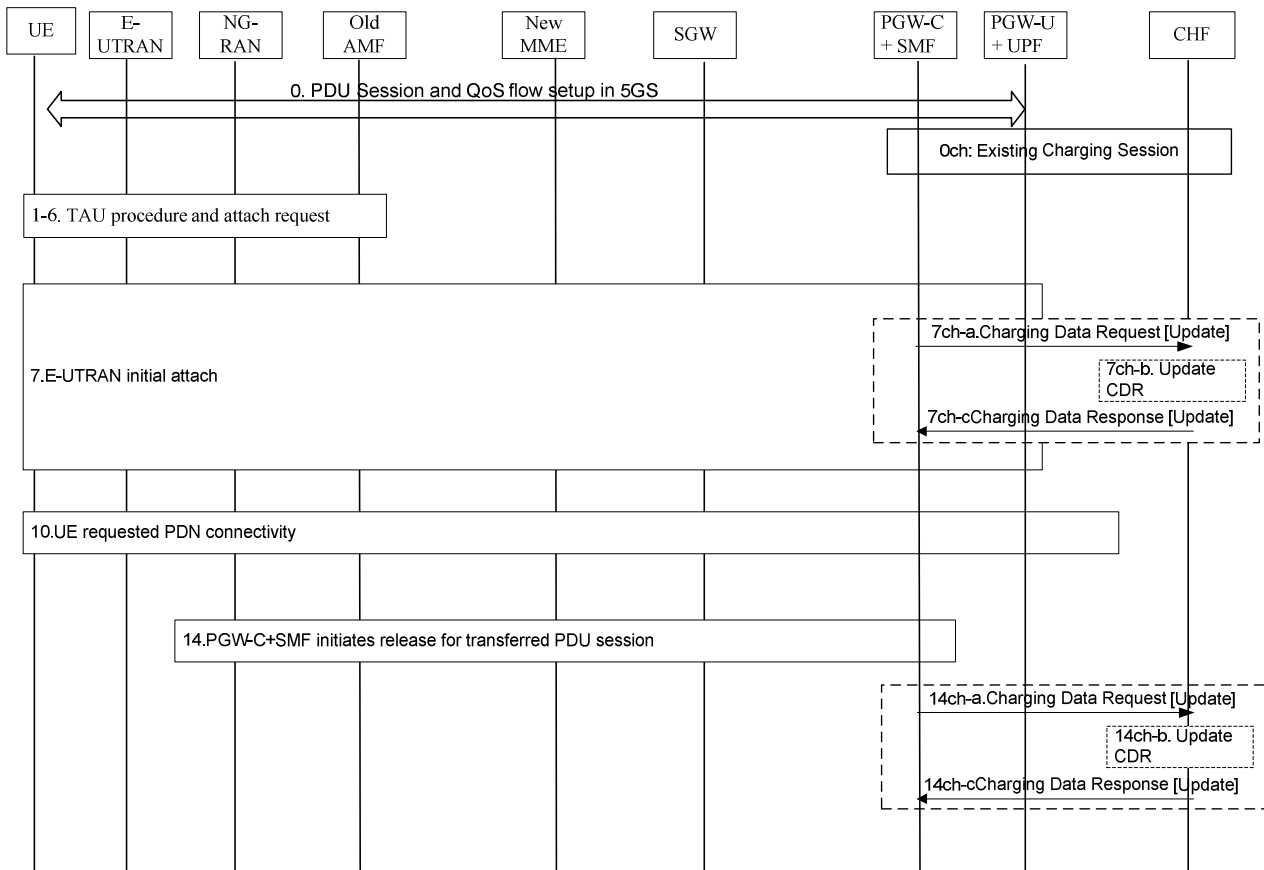 UE
E-
UTRAN
NG-
RAN
Old
AMF
New
MME
SGW
PGW-C
+ SMF
PGW-U
+ UPF
CHF
0. PDU Session and QoS flow setup in 5GS
0ch: Existing Charging Session
1-6. TAU procedure and attach request
7ch-a.Charging Data Request [Update]
7.E-UTRAN initial attach
7ch-b. Update
CDR
7ch-cCharging Data Response [Update]
10.UE requested PDN connectivity
14.PGW-C+SMF initiates release for transferred PDU session
14ch-a.Charging Data Request [Update]
14ch-b. Update
CDR
14ch-cCharging Data Response [Update]